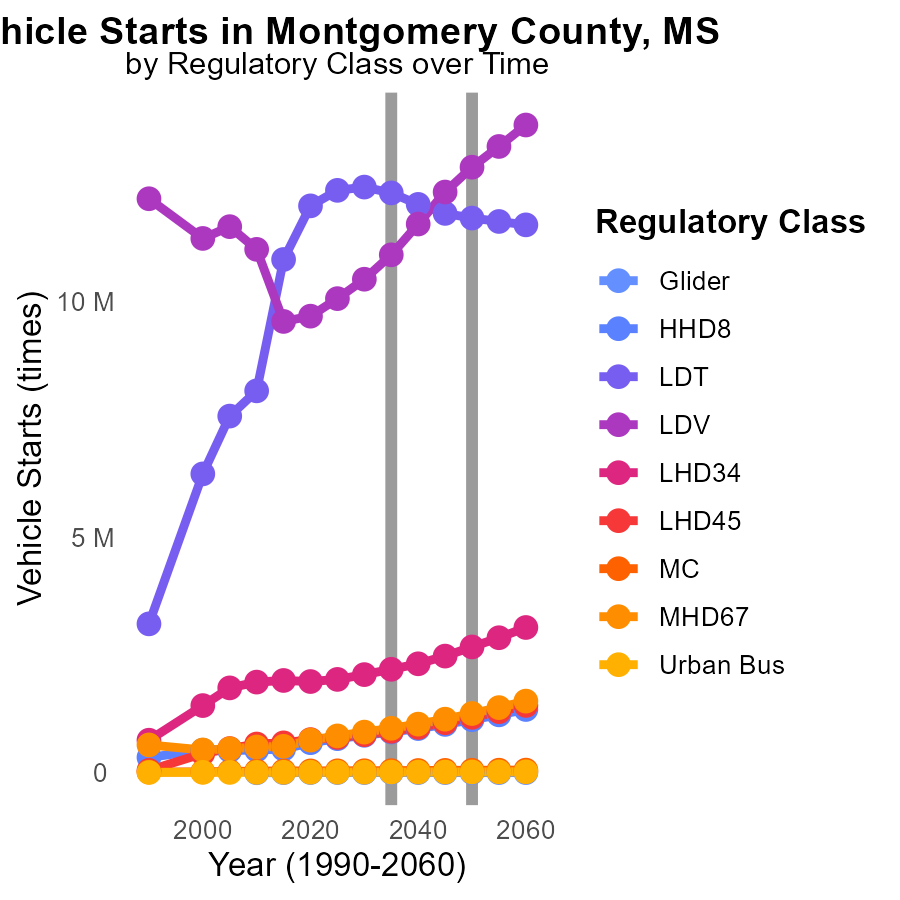 hicle Starts in Montgomery County, MS
by Regulatory Class over Time
Vehicle Starts (times)
10 M
5 M
0
2000 2020 2040 2060
Year (1990-2060)
Regulatory Class
Glider
HHD8
LDT
LDV
LHD34
LHD45
MC
MHD67
Urban Bus